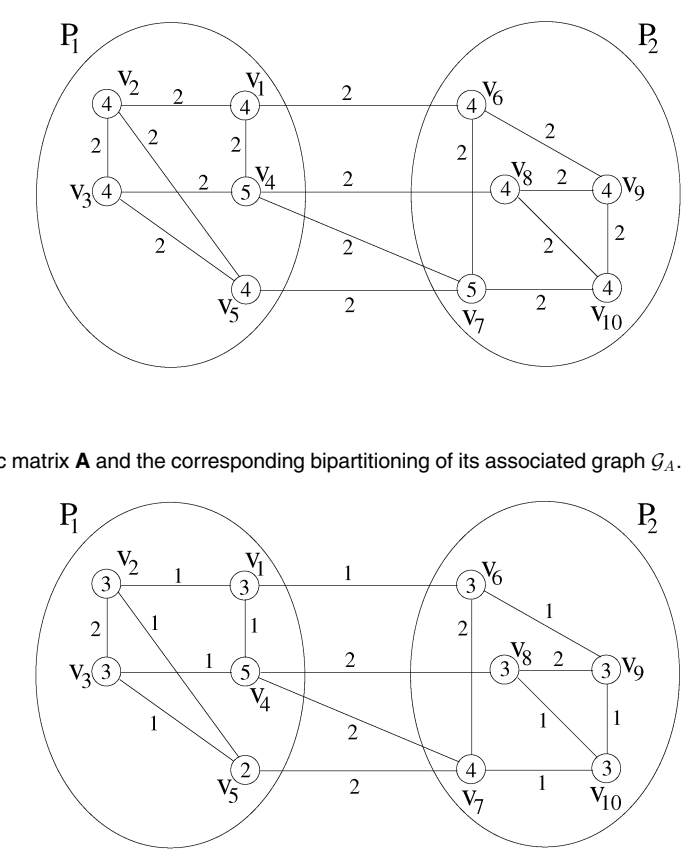 P1 P2
v2 v1 v6
4 2 4 2 4
2 2 2 2 2
v3 4 2 5 v4 2 v8 4 2 4 v9
2 2 2 2
4 2 5 2 4
v5 v7 v10
c matrix A and the corresponding bipartitioning of its associated graph 𝒢A.
P1 P2
v2 v1 v6
3 1 3 1 3
2 1 1 2 1
v3 3 1 5 v4 2 v8 3 2 3 v9
1 2 1 1
2 2 4 1 3
v5 v7 v10